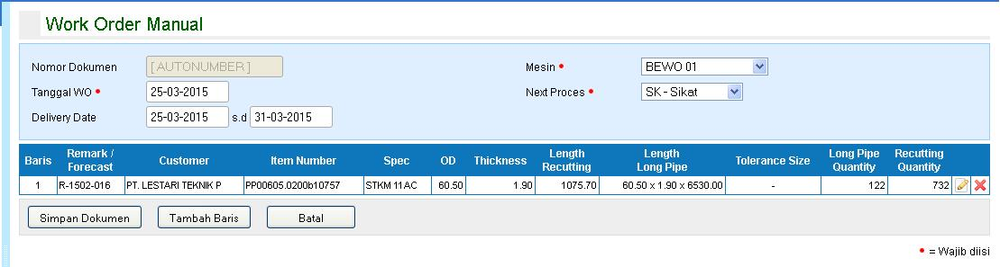 Work Order Manual
Nomor Dokumen [ AUTONUMBER ] Mesin • BEWO 01
Tanggal WO • 25-03-2015 Next Proces • SK - Sikat
Delivery Date 25-03-2015 s.d 31-03-2015
Baris Remark / Forecast Customer Item Number Spec OD Thickness Length Recutting Length Long Pipe Tolerance Size Long Pipe Quantity Recutting Quantity
1 R-1502-016 PT. LESTARI TEKNIK P PP00605.0200b10757 STKM 11 AC 60.50 1.90 1075.70 60.50 x 1.90 x 6530.00 - 122 732
Simpan Dokumen Tambah Baris Batal
• = Wajib diisi